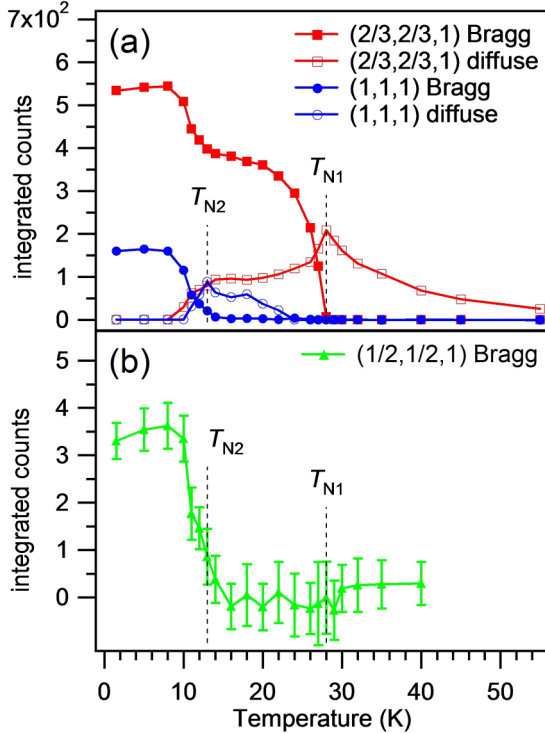 7x10²
(a)
(2/3,2/3,1) Bragg
(2/3,2/3,1) diffuse
(1,1,1) Bragg
(1,1,1) diffuse
6
5
4
3
2
1
0
integrated counts
TN2
TN1
(b)
(1/2,1/2,1) Bragg
5
4
3
2
1
0
integrated counts
TN2
TN1
0 10 20 30 40 50
Temperature (K)